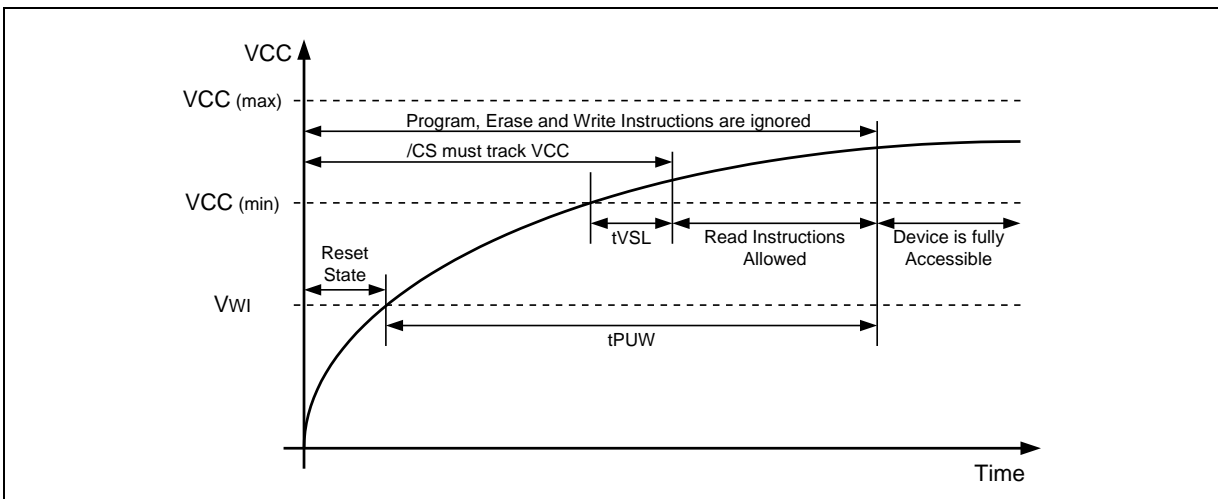 VCC
VCC (max)
Program, Erase and Write Instructions are ignored
/CS must track VCC
VCC (min)
tVSL
Read Instructions
Allowed
Device is fully
Accessible
Reset
State
VWI
tPUW
Time